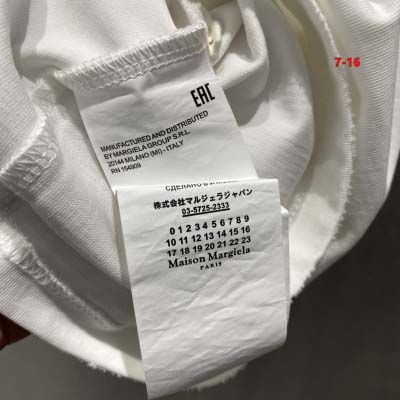 7-16
EAC
MANUFACTURED AND DISTRIBUTED
BY MARGIELA GROUP S.R.L.
20144 MILANO (MI) - ITALY
RN 154909
СДЕЛАНО В
株式会社マルジェラジャパン
03-5725-2333
0 1 2 3 4 5 6 7 8 9
10 11 12 13 14 15 16
17 18 19 20 21 22 23
Maison Margiela
PARIS